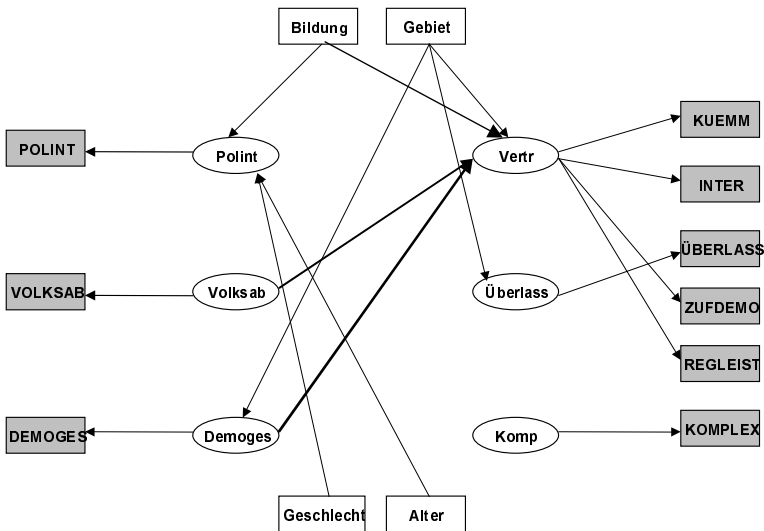 Bildung
Gebiet
KUEMM
POLINT
Polint
Vertr
INTER
ÜBERLASS
VOLKSAB
Volksab
Überlass
ZUFDEMO
REGLEIST
DEMOGES
Demoges
Komp
KOMPLEX
Geschlecht
Alter